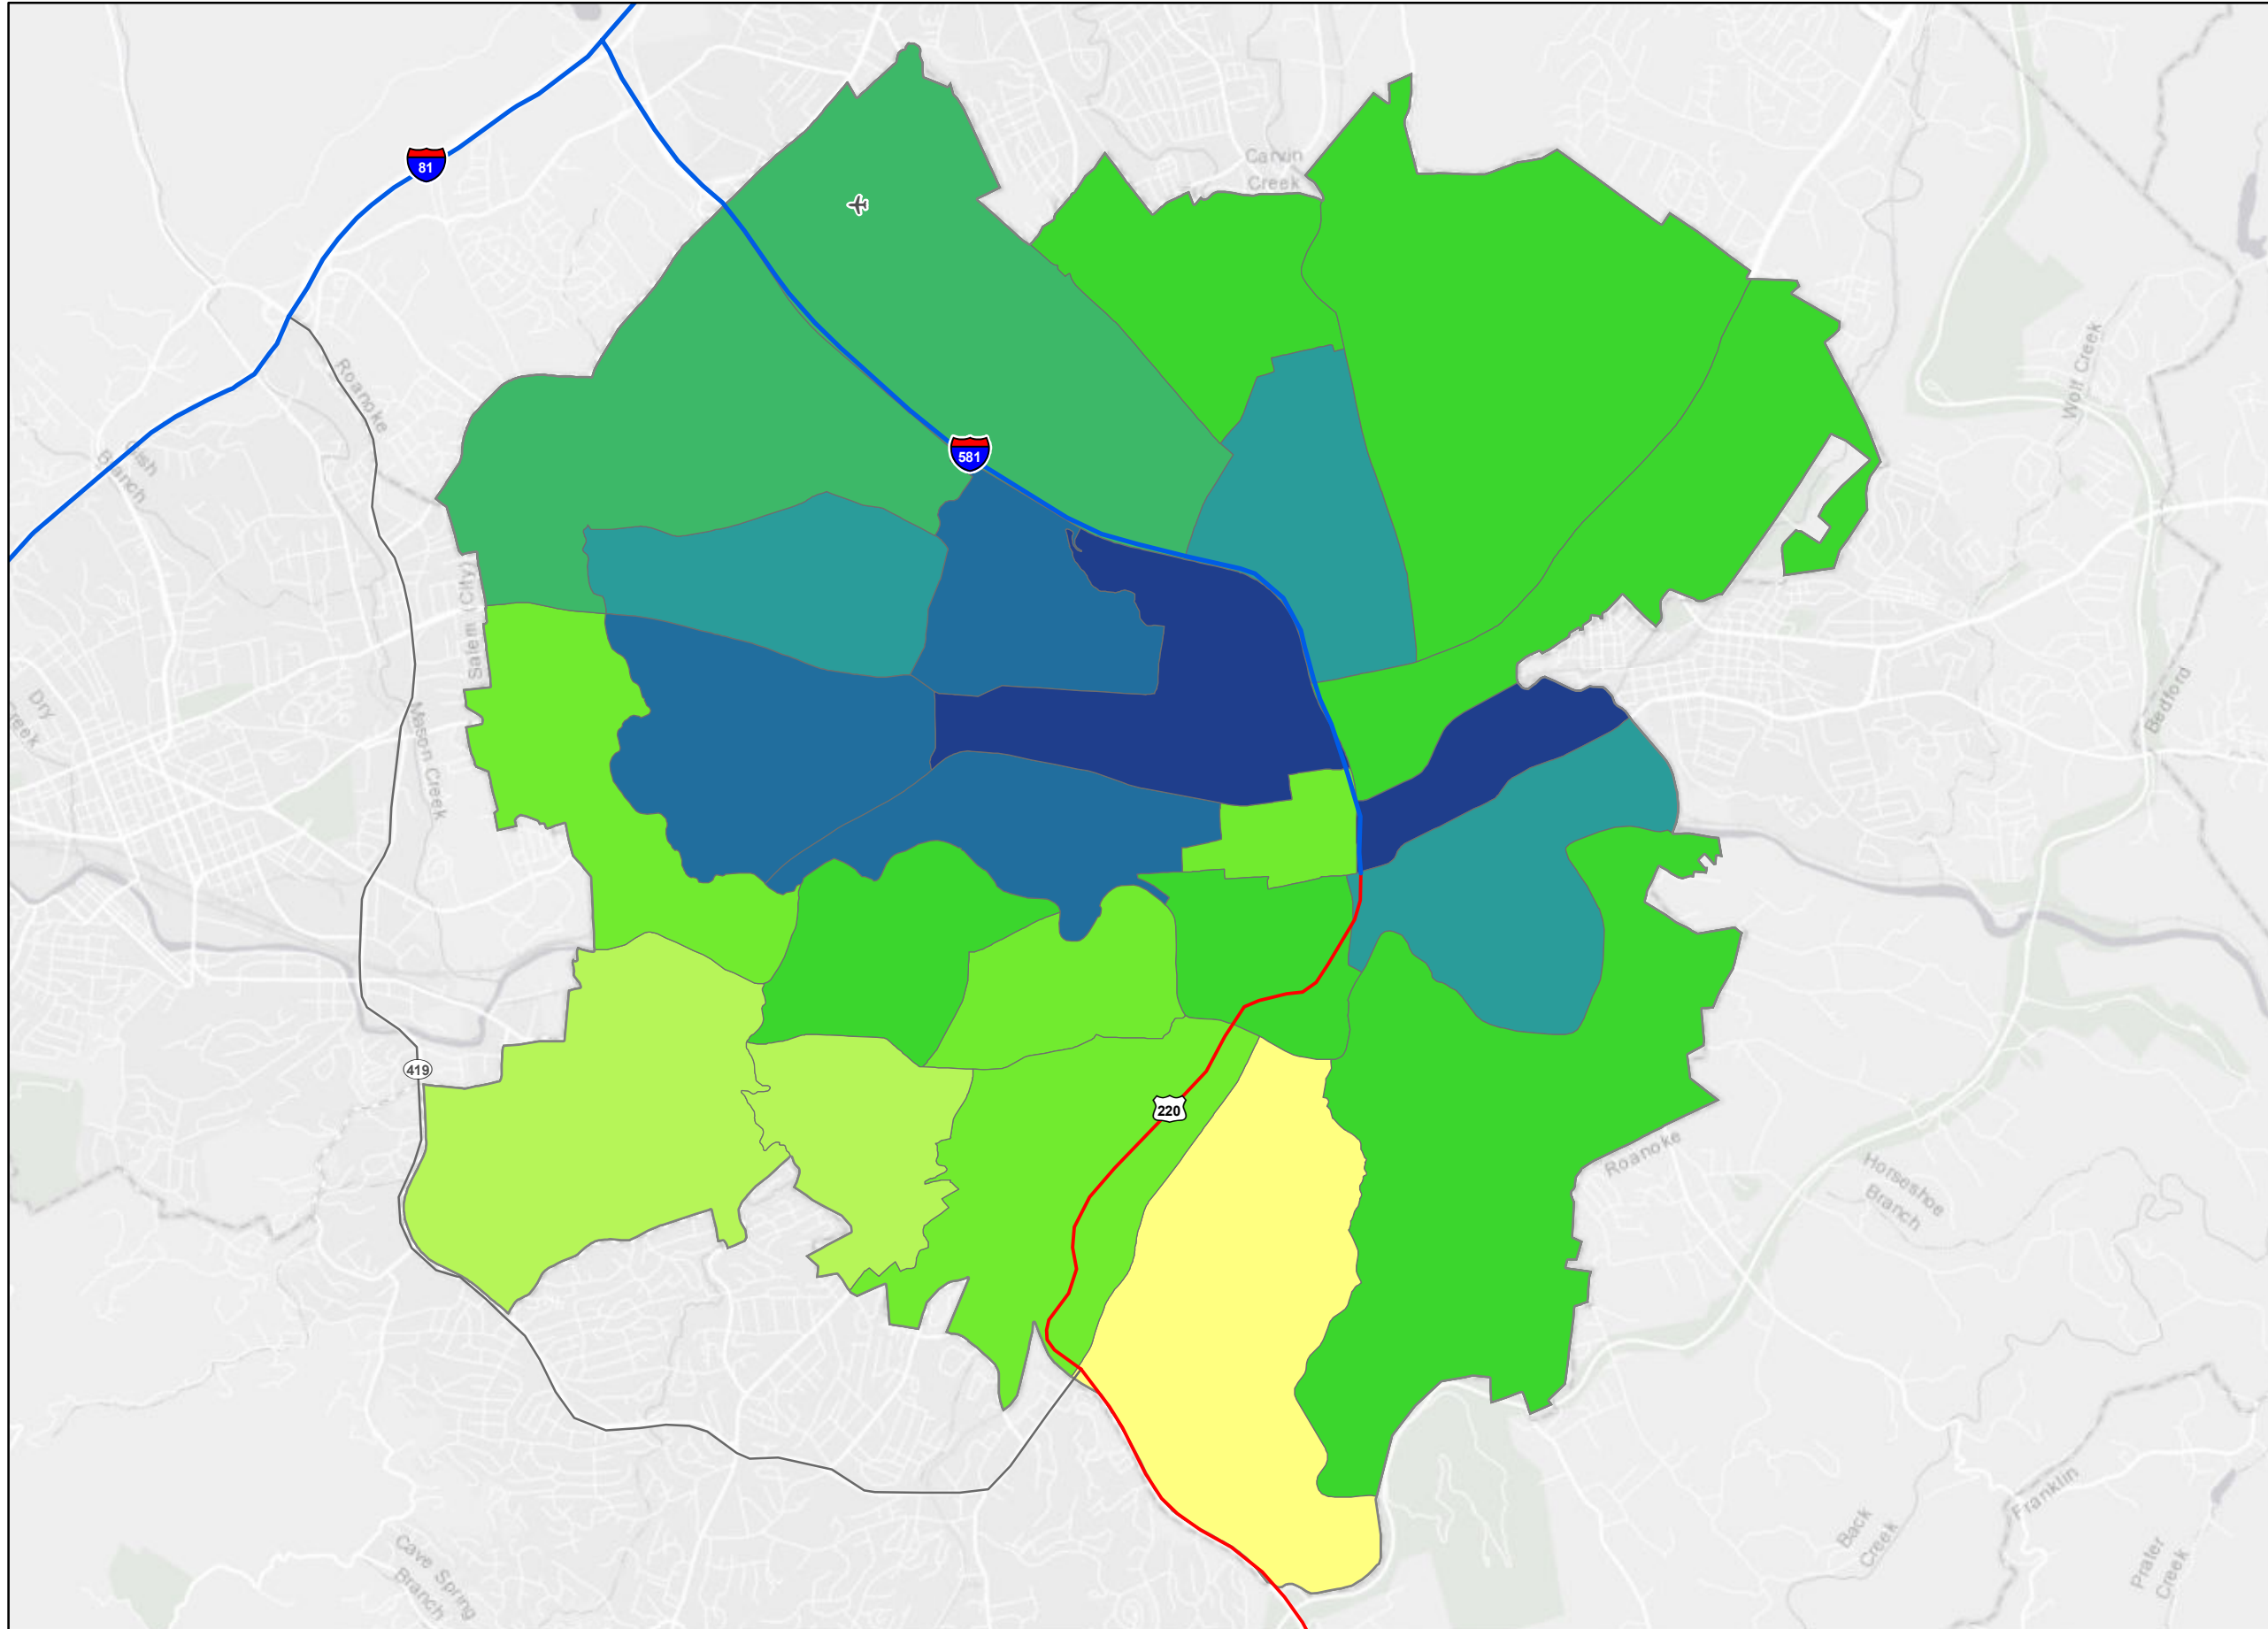 Carvin
Creek
81
Roanoke
Wolf Creek
581
Gish
Branch
Salem (City)
Bedford
Dry
Creek
Mason Creek
419
220
Roanoke
Horseshoe
Branch
Franklin
Back
Creek
Prater
Creek
Cave Spring
Branch